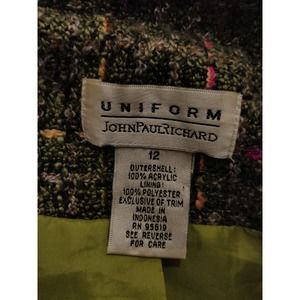 UNIFORM
JOHNPAULRICHARD
12
OUTERSHELL:
100% ACRYLIC
LINING:
100% POLYESTER
EXCLUSIVE OF TRIM
MADE IN
INDONESIA
RN 95619
SEE REVERSE
FOR CARE